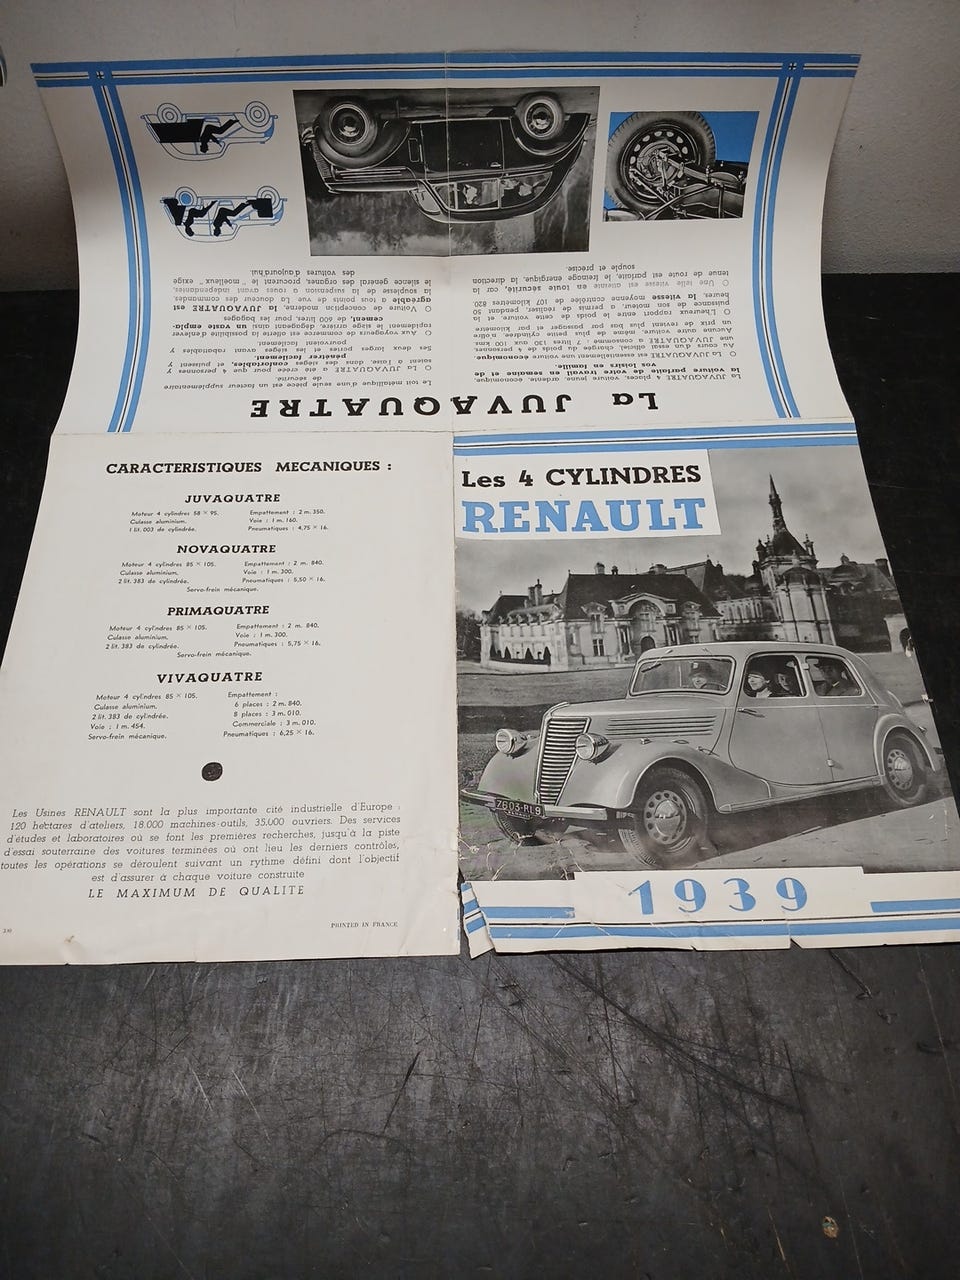 La JUVAQUATRE
La JUVAQUATRE 4 places, voiture jeune, ardente, économique,
la voiture parfaite de votre travail en semaine et de
vos loisirs en famille.
○ La JUVAQUATRE est essentiellement une voiture économique.
Au cours d'un essai officiel, chargée du poids de 4 personnes,
une JUVAQUATRE a consommé : 7 litres 130 aux 100 kms.
Aucune autre voiture, même de plus petite cylindrée, n'offre
un prix de revient plus bas par passager et par kilomètre
○ L'heureux rapport entre le poids de cette voiture et la
puissance de son moteur, a permis de réaliser, pendant 50
heures, la vitesse moyenne contrôlée de 107 kilomètres 820
○ Une telle vitesse est atteinte en toute sécurité, car la
tenue de route est parfaite, le freinage énergique, la direction
souple et précise.
Le toit métallique d'une seule pièce est un facteur supplémentaire
de sécurité.
○ La JUVAQUATRE a été créée pour que 4 personnes y
soient à l'aise, dans des sièges confortables, et puissent y
pénétrer facilement.
Ses deux larges portes et les sièges avant rabattables y
pourvoient facilement.
○ Aux voyageurs de commerce est offerte la possibilité d'enlever
rapidement le siège arrière, dégageant ainsi un vaste empla-
cement, de 600 litres, pour les bagages
○ Voiture de conception moderne, la JUVAQUATRE est
agréable à tous points de vue. La douceur des commandes,
la souplesse de la suspension à roues avant indépendantes,
le silence général des organes, procurent le "moelleux" exigé
des voitures d'aujourd'hui.
CARACTERISTIQUES MECANIQUES :
JUVAQUATRE
Moteur 4 cylindres 58 × 95.
Culasse aluminium.
1 lit. 003 de cylindrée.
Empattement : 2 m. 350.
Voie : 1 m. 160.
Pneumatiques : 4,75 × 16.
NOVAQUATRE
Moteur 4 cylindres 85 × 105.
Culasse aluminium.
2 lit. 383 de cylindrée.
Empattement : 2 m. 840.
Voie : 1 m. 300.
Pneumatiques : 5,50 × 16.
Servo-frein mécanique.
PRIMAQUATRE
Moteur 4 cylindres 85 × 105.
Culasse aluminium.
2 lit. 383 de cylindrée.
Empattement : 2 m. 840.
Voie : 1 m. 300.
Pneumatiques : 5,75 × 16.
Servo-frein mécanique.
VIVAQUATRE
Moteur 4 cylindres 85 × 105.
Culasse aluminium.
2 lit. 383 de cylindrée.
Voie : 1 m. 454.
Servo-frein mécanique.
Empattement :
6 places : 2 m. 840.
8 places : 3 m. 010.
Commerciale : 3 m. 010.
Pneumatiques : 6,25 × 16.
Les Usines RENAULT sont la plus importante cité industrielle d'Europe :
120 hectares d'ateliers, 18.000 machines-outils, 35.000 ouvriers. Des services
d'études et laboratoires où se font les premières recherches, jusqu'à la piste
d'essai souterraine des voitures terminées où ont lieu les derniers contrôles,
toutes les opérations se déroulent suivant un rythme défini dont l'objectif
est d'assurer à chaque voiture construite
LE MAXIMUM DE QUALITE
PRINTED IN FRANCE
Les 4 CYLINDRES
RENAULT
7603-RL9
1939